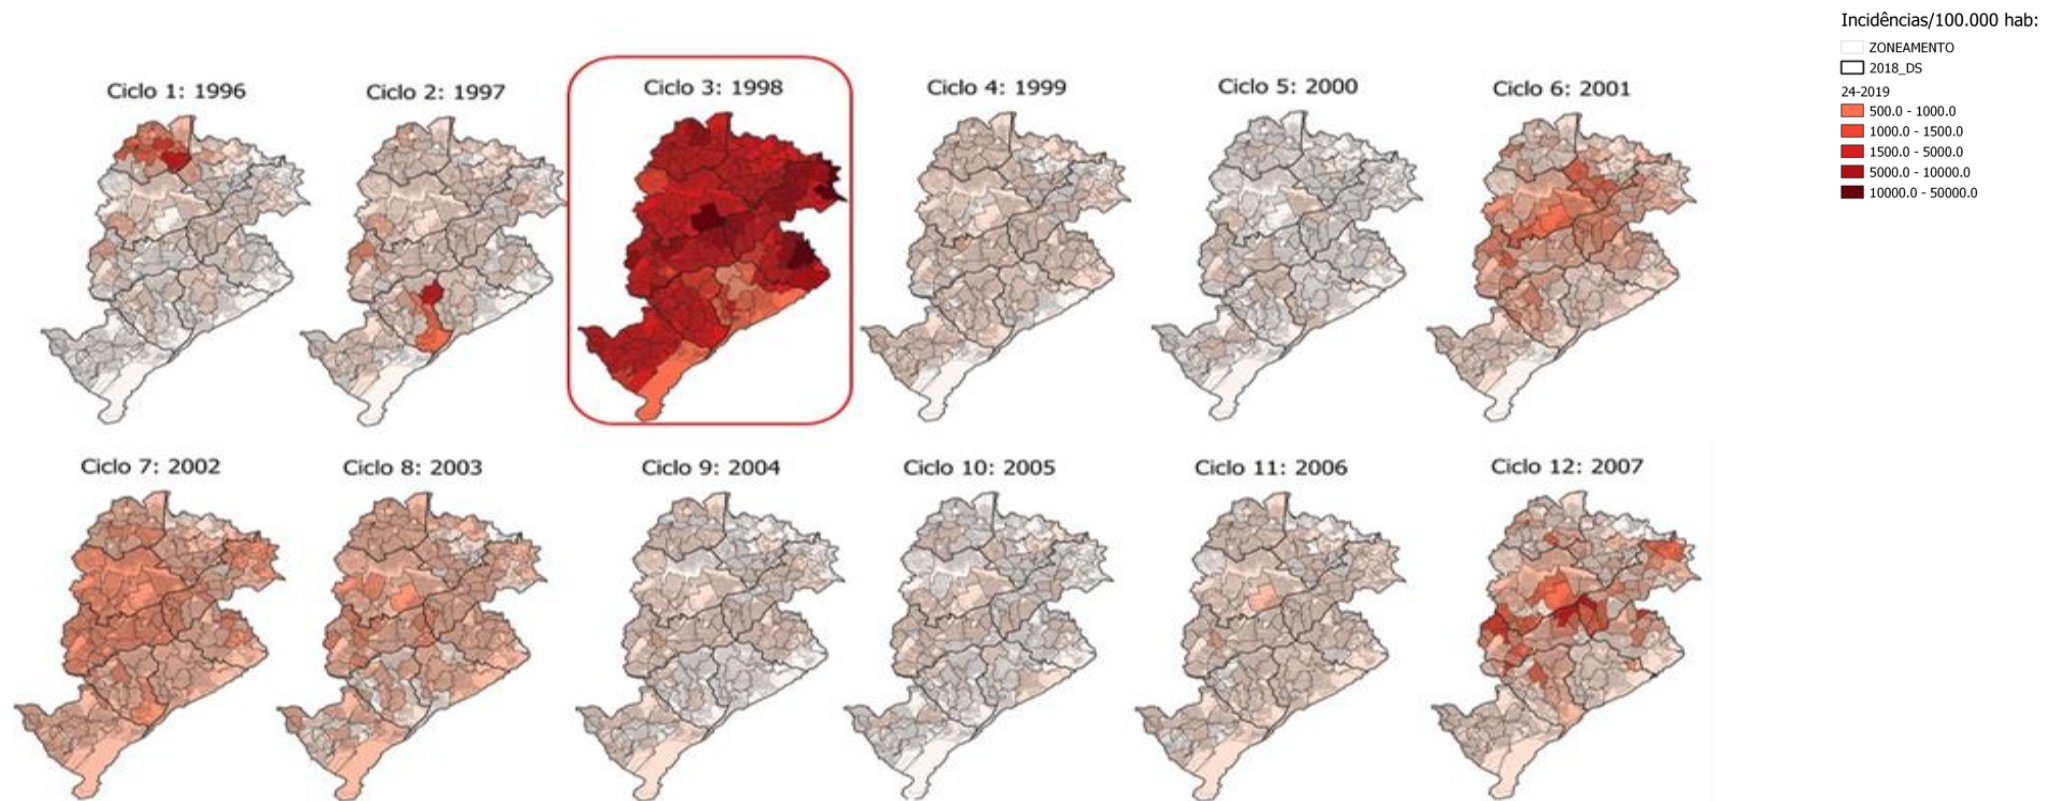 Incidências/100.000 hab:
ZONEAMENTO
2018_DS
24-2019
500.0 - 1000.0
1000.0 - 1500.0
1500.0 - 5000.0
5000.0 - 10000.0
10000.0 - 50000.0
Ciclo 1: 1996
Ciclo 2: 1997
Ciclo 3: 1998
Ciclo 4: 1999
Ciclo 5: 2000
Ciclo 6: 2001
Ciclo 7: 2002
Ciclo 8: 2003
Ciclo 9: 2004
Ciclo 10: 2005
Ciclo 11: 2006
Ciclo 12: 2007